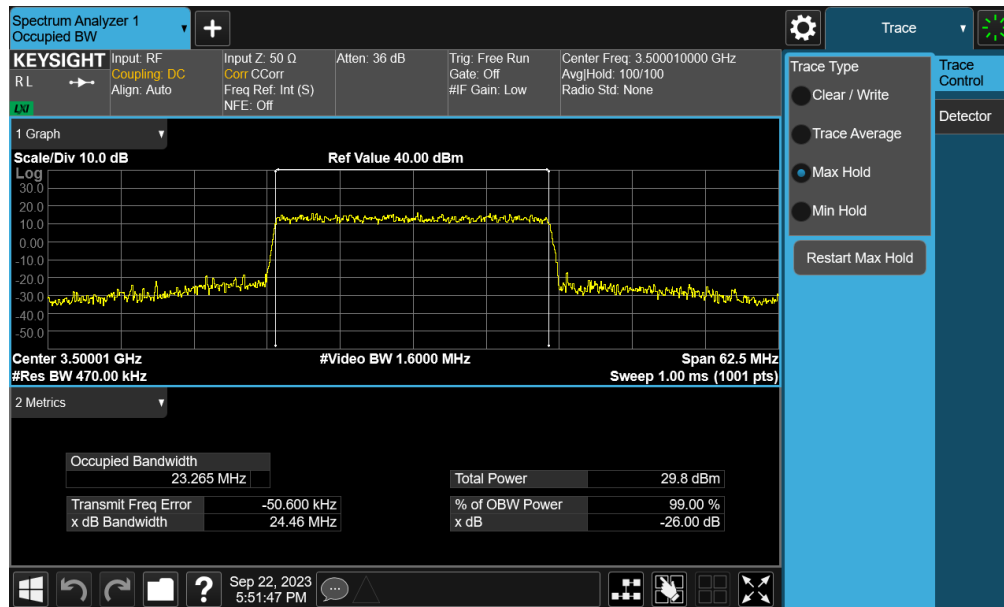 Spectrum Analyzer 1
Occupied BW
+
Trace
KEYSIGHT
R L
LXI
Input: RF
Coupling: DC
Align: Auto
Input Z: 50 Ω
Corr CCorr
Freq Ref: Int (S)
NFE: Off
Atten: 36 dB
Trig: Free Run
Gate: Off
#IF Gain: Low
Center Freq: 3.500010000 GHz
Avg|Hold: 100/100
Radio Std: None
Trace Type
Clear / Write
Trace Average
Max Hold
Min Hold
Restart Max Hold
Trace
Control
Detector
1 Graph
Scale/Div 10.0 dB
Ref Value 40.00 dBm
Log
30.0
20.0
10.0
0.00
-10.0
-20.0
-30.0
-40.0
-50.0
Center 3.50001 GHz
#Video BW 1.6000 MHz
Span 62.5 MHz
#Res BW 470.00 kHz
Sweep 1.00 ms (1001 pts)
2 Metrics
Occupied Bandwidth
23.265 MHz
Total Power 29.8 dBm
Transmit Freq Error -50.600 kHz
% of OBW Power 99.00 %
x dB Bandwidth 24.46 MHz
x dB -26.00 dB
?
Sep 22, 2023
5:51:47 PM